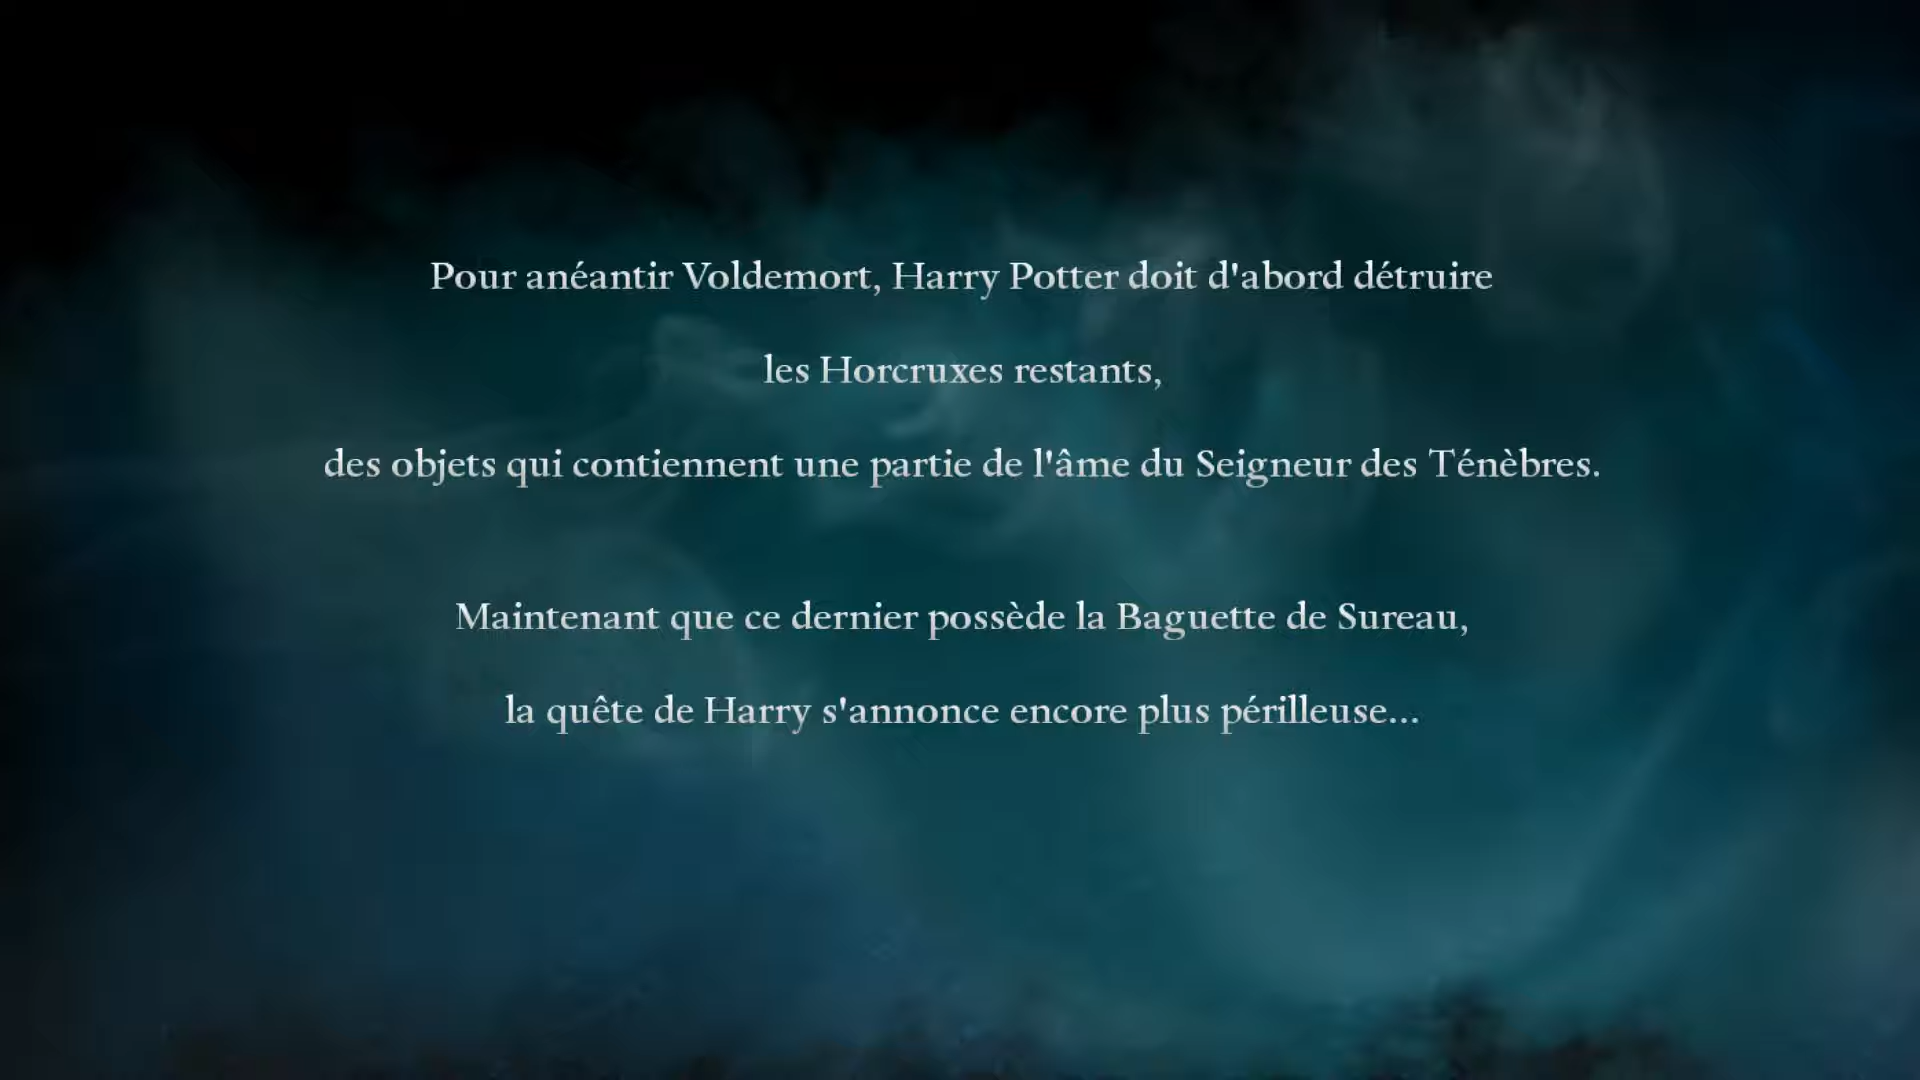 Pour anéantir Voldemort, Harry Potter doit d'abord détruire
les Horcruxes restants,
des objets qui contiennent une partie de l'âme du Seigneur des Ténèbres.
Maintenant que ce dernier possède la Baguette de Sureau,
la quête de Harry s'annonce encore plus périlleuse...